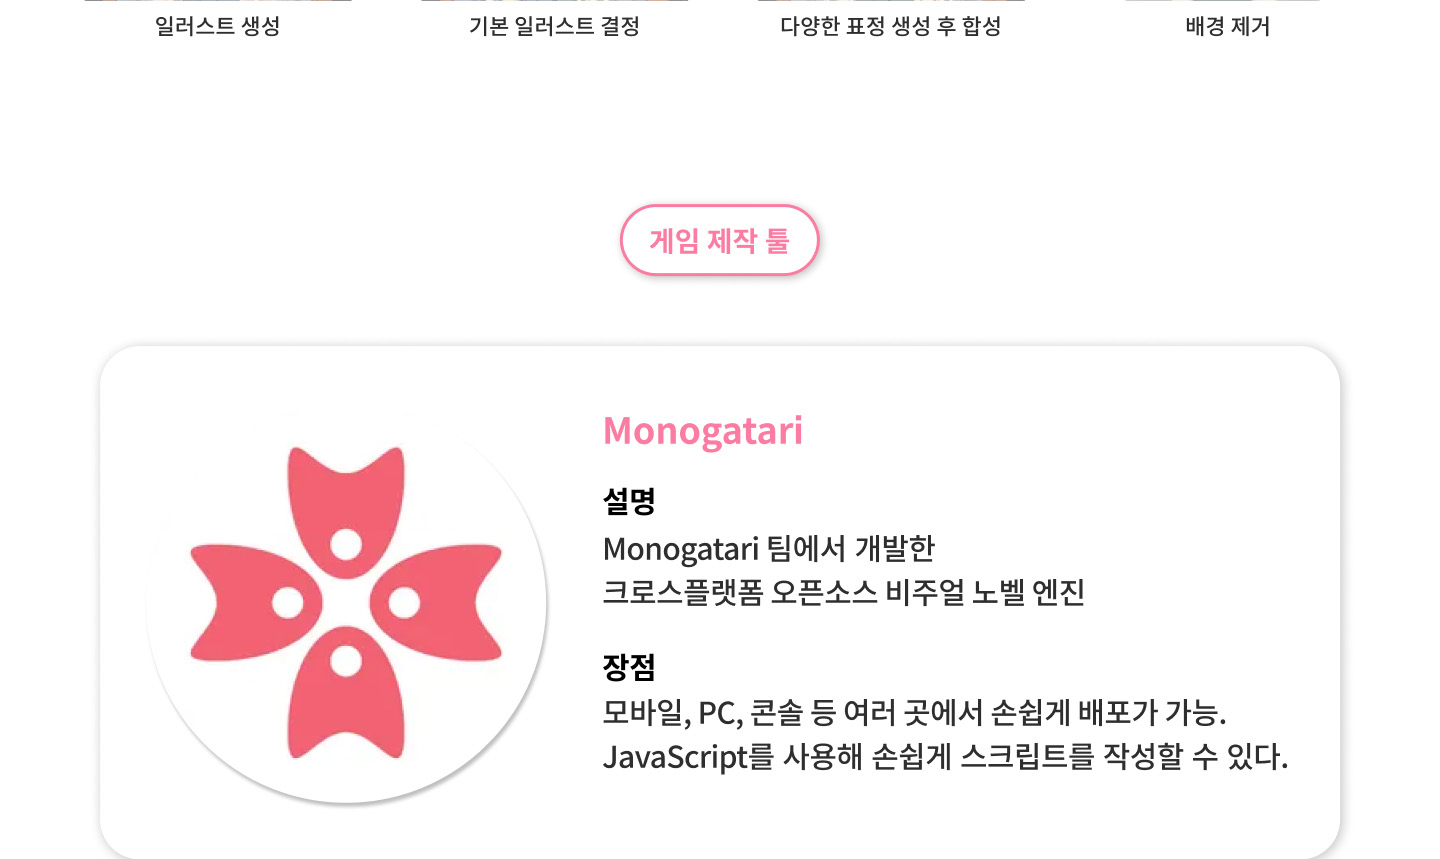 일러스트 생성
기본 일러스트 결정
다양한 표정 생성 후 합성
배경 제거
게임 제작 툴
Monogatari
설명
Monogatari 팀에서 개발한
크로스플랫폼 오픈소스 비주얼 노벨 엔진
장점
모바일, PC, 콘솔 등 여러 곳에서 손쉽게 배포가 가능.
JavaScript를 사용해 손쉽게 스크립트를 작성할 수 있다.